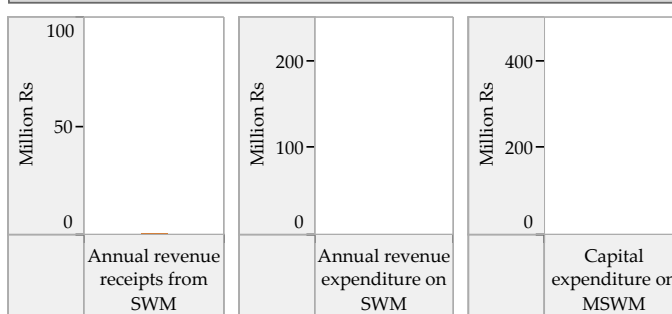 Million Rs
100
50
0
Annual revenue
receipts from
SWM
Million Rs
200
100
0
Annual revenue
expenditure on
SWM
Million Rs
400
200
0
Capital
expenditure on
MSWM